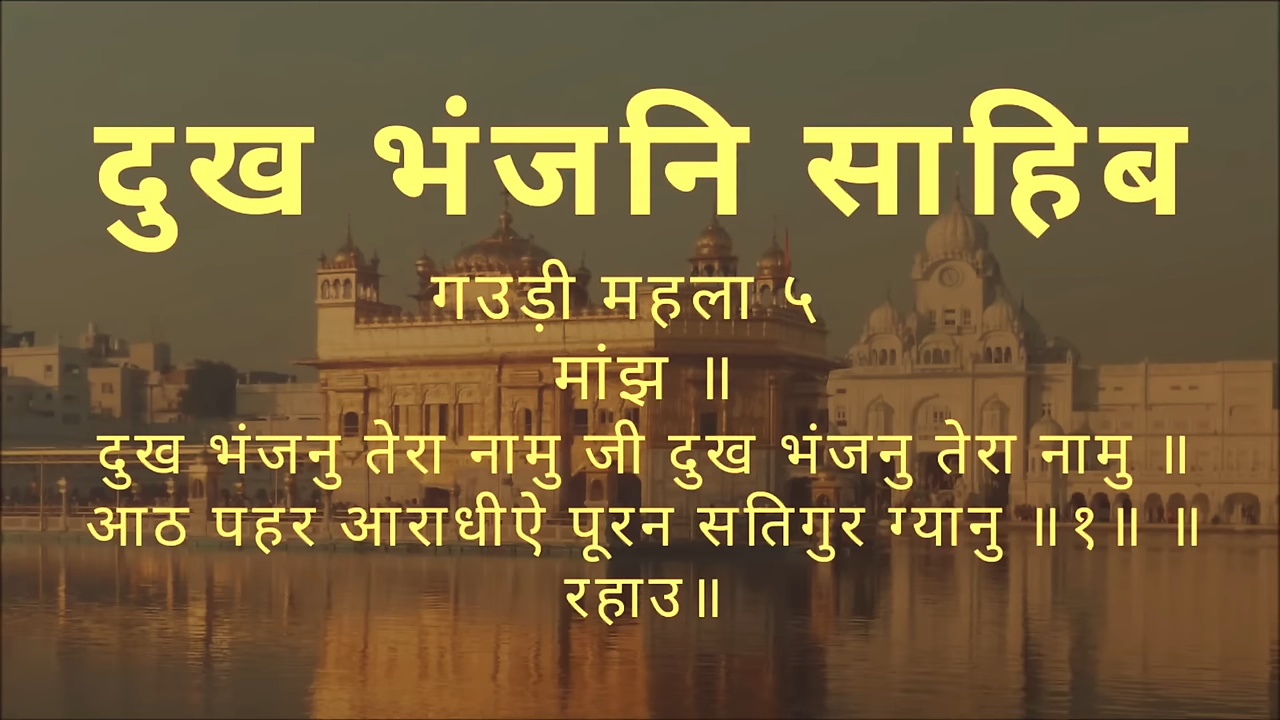 दुख भंजनि साहिब
गउड़ी महला ५
मांझ ॥
दुख भंजनु तेरा नामु जी दुख भंजनु तेरा नामु ॥
आठ पहर आराधीऐ पूरन सतिगुर ग्यानु ॥१॥ ॥
रहाउ॥